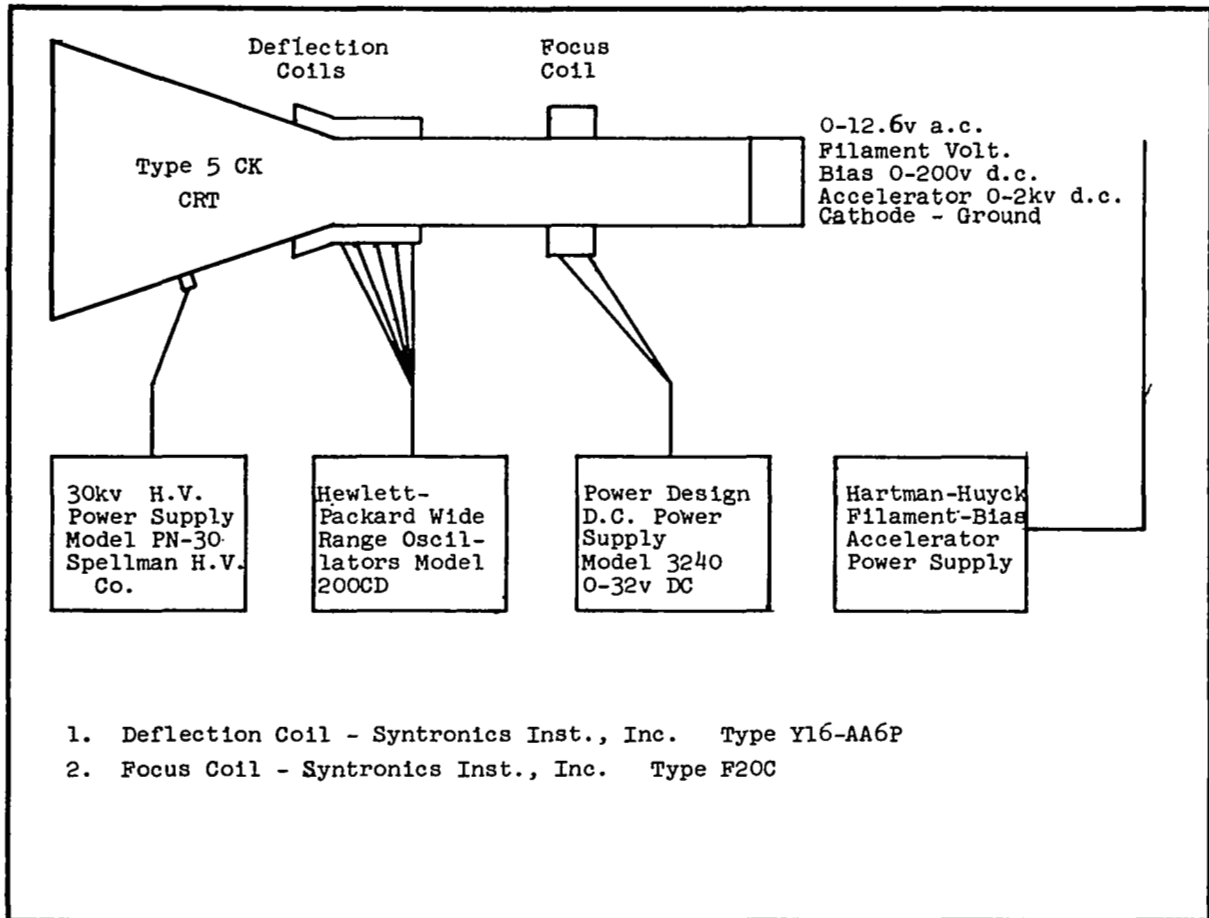 Deflection
Coils
Focus
Coil
Type 5 CK
CRT
0-12.6v a.c.
Filament Volt.
Bias 0-200v d.c.
Accelerator 0-2kv d.c.
Cathode - Ground
30kv H.V.
Power Supply
Model PN-30
Spellman H.V.
Co.
Hewlett-
Packard Wide
Range Oscil-
lators Model
200CD
Power Design
D.C. Power
Supply
Model 3240
0-32v DC
Hartman-Huyck
Filament-Bias
Accelerator
Power Supply
1. Deflection Coil - Syntronics Inst., Inc. Type Y16-AA6P
2. Focus Coil - Syntronics Inst., Inc. Type F20C